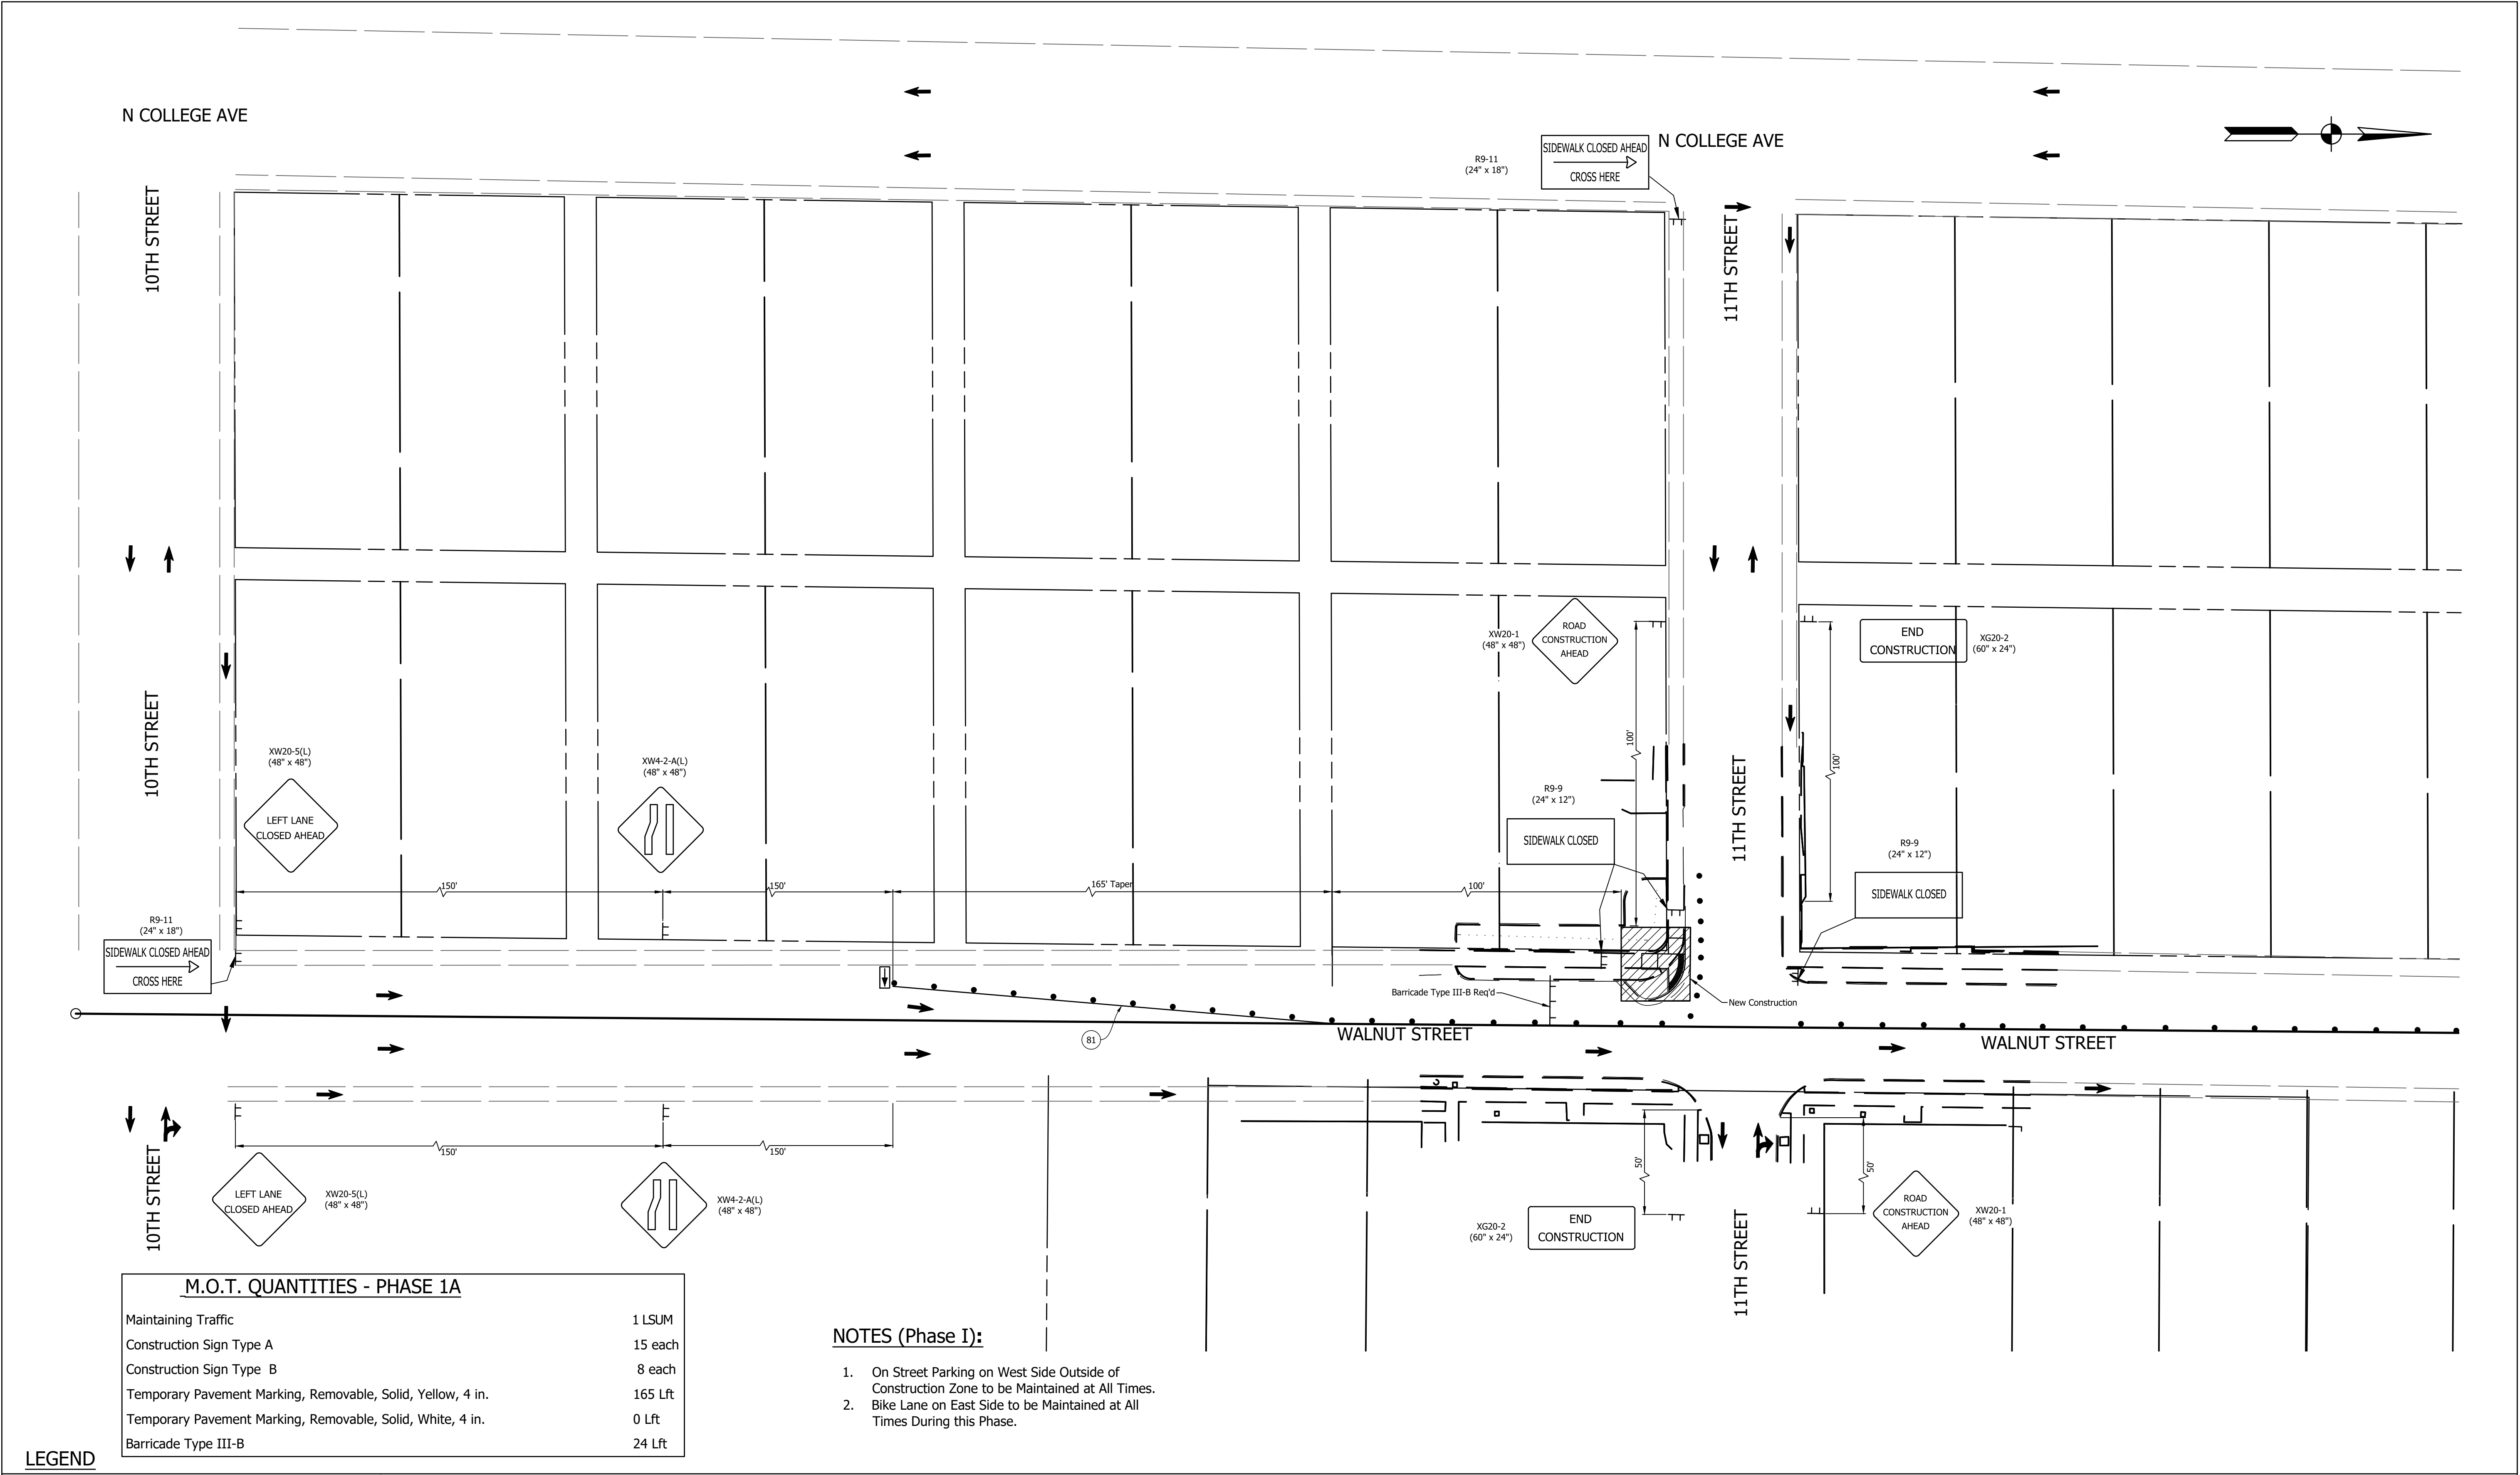 N COLLEGE AVE
N COLLEGE AVE
R9-11
(24" x 18")
SIDEWALK CLOSED AHEAD
CROSS HERE
10TH STREET
11TH STREET
XW20-1
(48" x 48")
ROAD
CONSTRUCTION
AHEAD
END
CONSTRUCTION
XG20-2
(60" x 24")
10TH STREET
XW20-5(L)
(48" x 48")
LEFT LANE
CLOSED AHEAD
XW4-2-A(L)
(48" x 48")
100'
100'
R9-9
(24" x 12")
SIDEWALK CLOSED
11TH STREET
R9-9
(24" x 12")
SIDEWALK CLOSED
150'
150'
165' Taper
100'
R9-11
(24" x 18")
SIDEWALK CLOSED AHEAD
CROSS HERE
Barricade Type III-B Req'd
New Construction
81
WALNUT STREET
WALNUT STREET
150'
150'
10TH STREET
LEFT LANE
CLOSED AHEAD
XW20-5(L)
(48" x 48")
XW4-2-A(L)
(48" x 48")
50'
50'
XG20-2
(60" x 24")
END
CONSTRUCTION
11TH STREET
ROAD
CONSTRUCTION
AHEAD
XW20-1
(48" x 48")
M.O.T. QUANTITIES - PHASE 1A
Maintaining Traffic 1 LSUM
Construction Sign Type A 15 each
Construction Sign Type B 8 each
Temporary Pavement Marking, Removable, Solid, Yellow, 4 in. 165 Lft
Temporary Pavement Marking, Removable, Solid, White, 4 in. 0 Lft
Barricade Type III-B 24 Lft
NOTES (Phase I):
1. On Street Parking on West Side Outside of
Construction Zone to be Maintained at All Times.
2. Bike Lane on East Side to be Maintained at All
Times During this Phase.
LEGEND